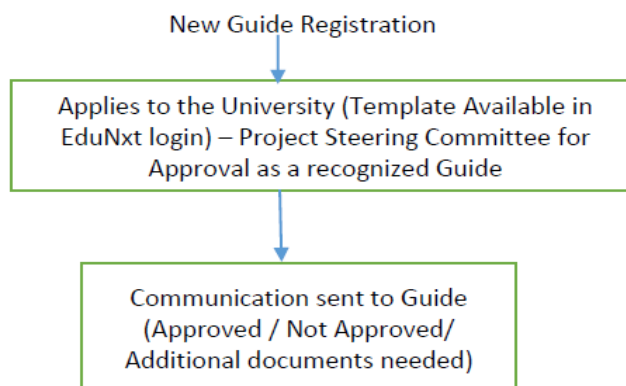 New Guide Registration
Applies to the University (Template Available in
EduNxt login) – Project Steering Committee for
Approval as a recognized Guide
Communication sent to Guide
(Approved / Not Approved/
Additional documents needed)